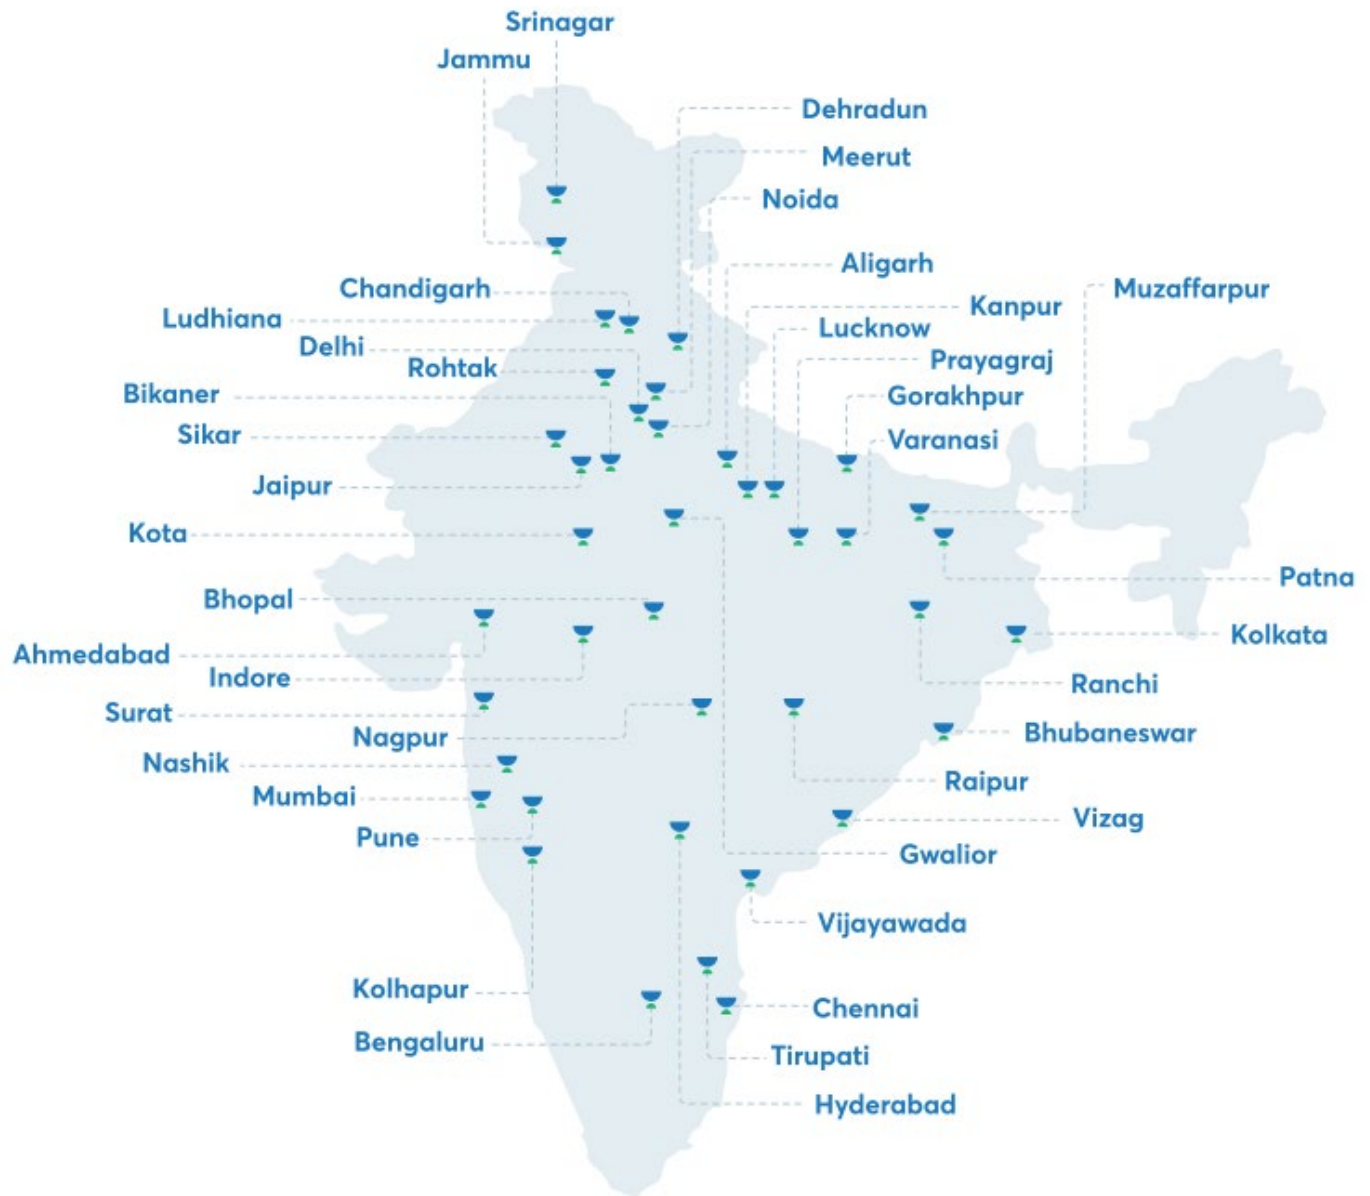 Srinagar
Jammu
Dehradun
Meerut
Noida
Aligarh
Chandigarh
Muzaffarpur
Kanpur
Ludhiana
Lucknow
Delhi
Prayagraj
Rohtak
Bikaner
Gorakhpur
Sikar
Varanasi
Jaipur
Kota
Patna
Bhopal
Kolkata
Ahmedabad
Indore
Ranchi
Surat
Bhubaneswar
Nagpur
Nashik
Raipur
Mumbai
Vizag
Pune
Gwalior
Vijayawada
Kolhapur
Chennai
Bengaluru
Tirupati
Hyderabad